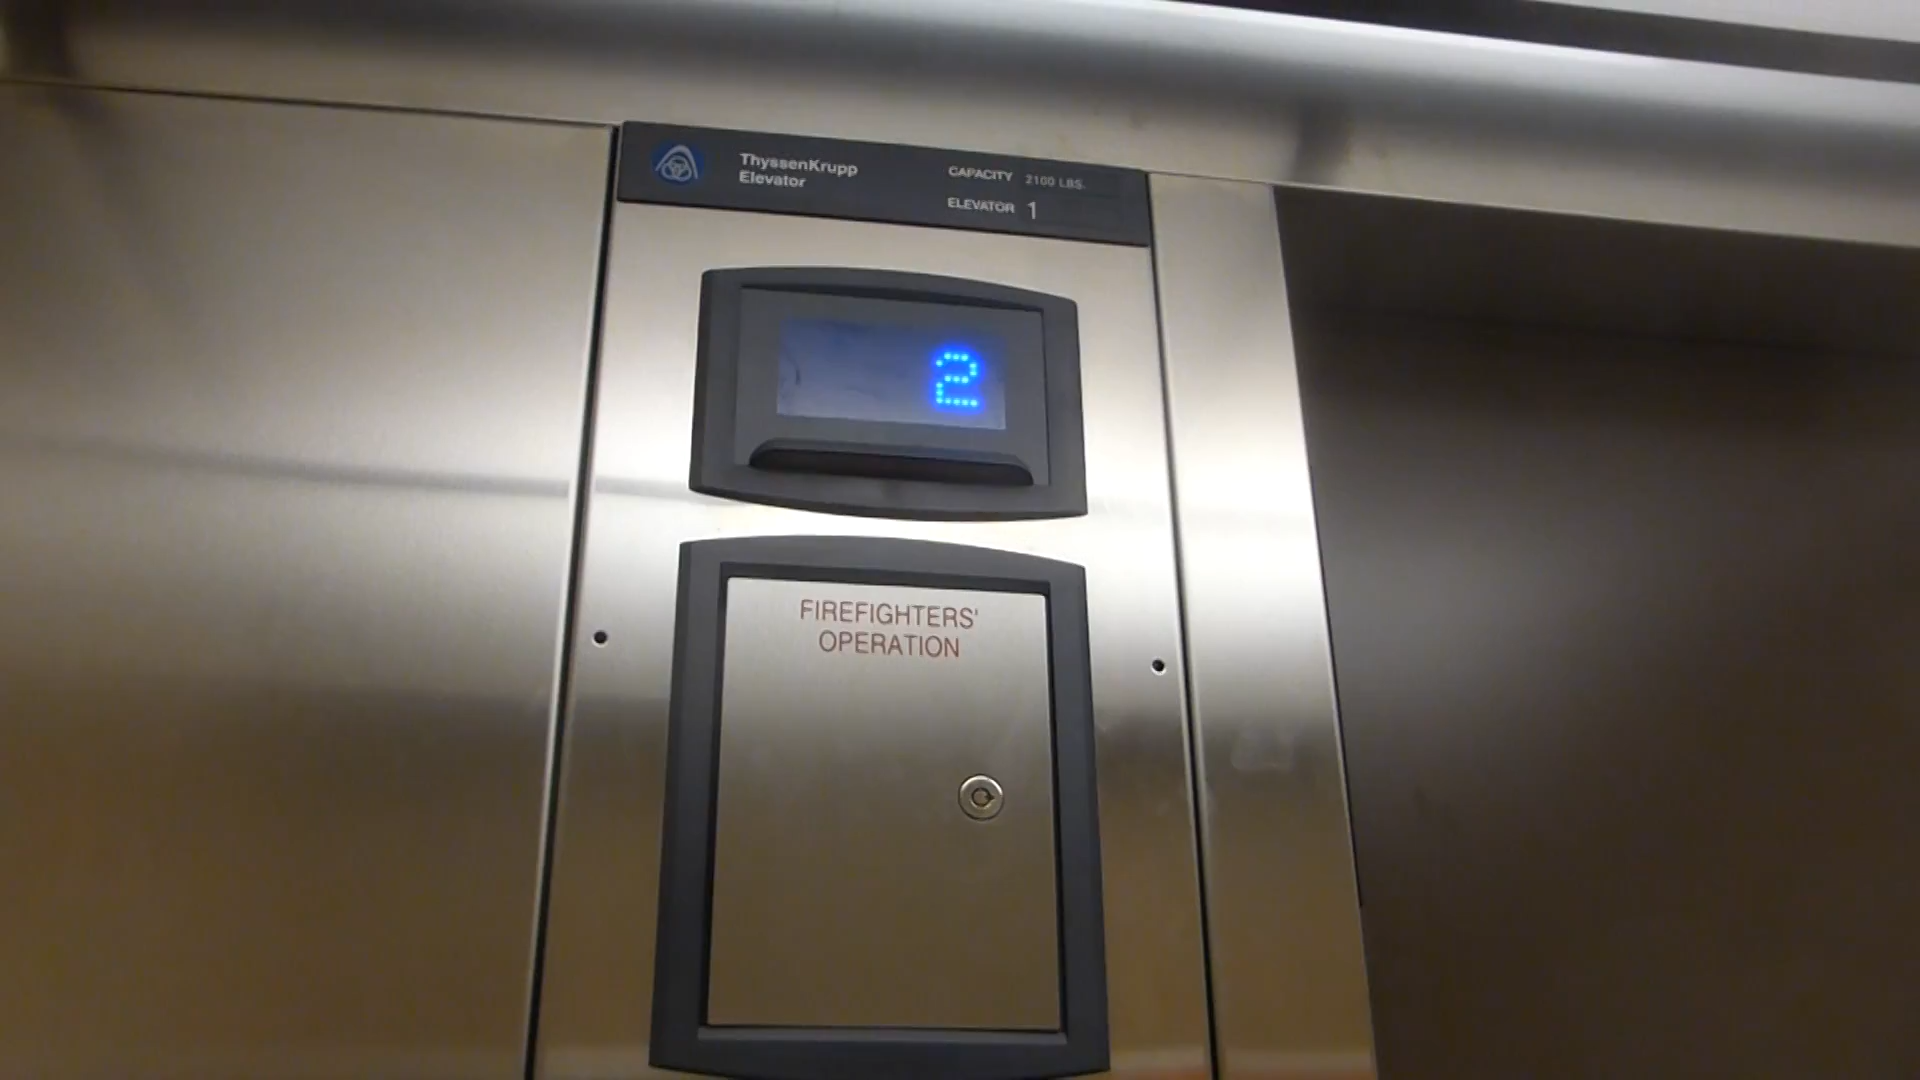 ThyssenKrupp
Elevator
CAPACITY 2100 LBS.
ELEVATOR 1
2
FIREFIGHTERS'
OPERATION